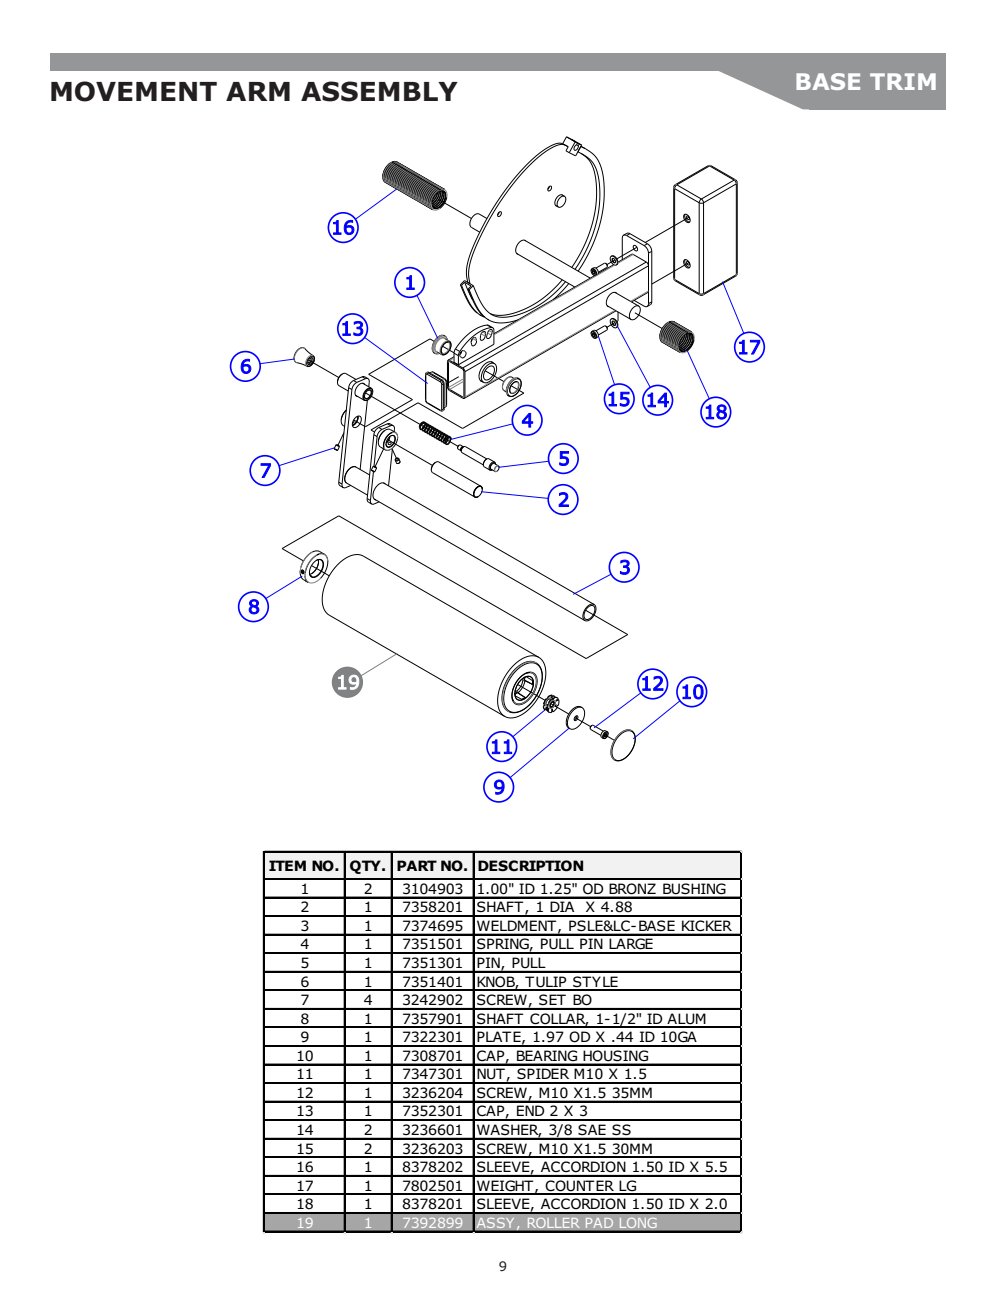 BASE TRIM
MOVEMENT ARM ASSEMBLY
16
1
13
6
17
15
14
18
4
5
7
2
3
8
19
12
10
11
9
ITEM NO. QTY. PART NO. DESCRIPTION
1 2 3104903 1.00" ID 1.25" OD BRONZ BUSHING
2 1 7358201 SHAFT, 1 DIA X 4.88
3 1 7374695 WELDMENT, PSLE&LC-BASE KICKER
4 1 7351501 SPRING, PULL PIN LARGE
5 1 7351301 PIN, PULL
6 1 7351401 KNOB, TULIP STYLE
7 4 3242902 SCREW, SET BO
8 1 7357901 SHAFT COLLAR, 1-1/2" ID ALUM
9 1 7322301 PLATE, 1.97 OD X .44 ID 10GA
10 1 7308701 CAP, BEARING HOUSING
11 1 7347301 NUT, SPIDER M10 X 1.5
12 1 3236204 SCREW, M10 X1.5 35MM
13 1 7352301 CAP, END 2 X 3
14 2 3236601 WASHER, 3/8 SAE SS
15 2 3236203 SCREW, M10 X1.5 30MM
16 1 8378202 SLEEVE, ACCORDION 1.50 ID X 5.5
17 1 7802501 WEIGHT, COUNTER LG
18 1 8378201 SLEEVE, ACCORDION 1.50 ID X 2.0
19 1 7392899 ASSY, ROLLER PAD LONG
9